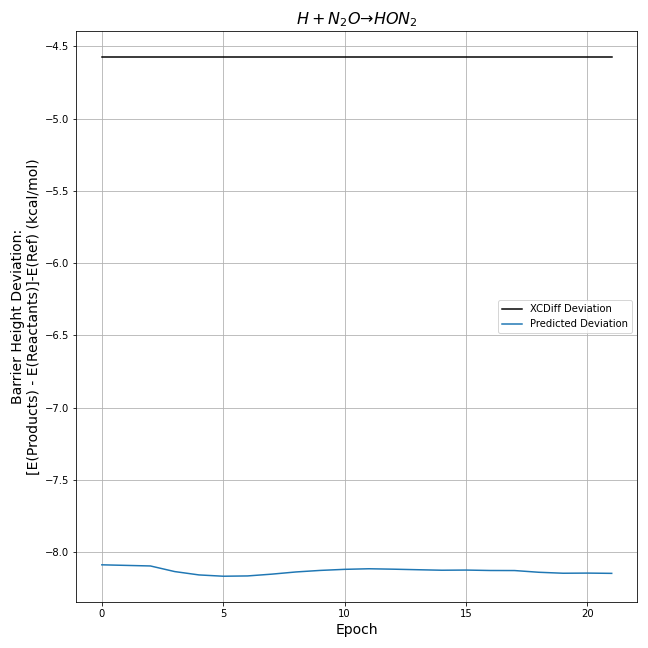 H + N₂O→HON₂
−4.5
−5.0
−5.5
−6.0
−6.5
−7.0
−7.5
−8.0
Barrier Height Deviation:
[E(Products) - E(Reactants)]-E(Ref) (kcal/mol)
XCDiff Deviation
Predicted Deviation
0
5
10
15
20
Epoch